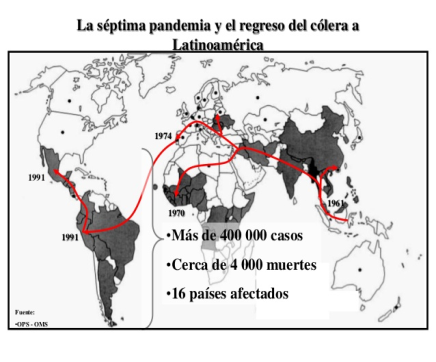 La séptima pandemia y el regreso del cólera a
Latinoamérica
1974
1991
1961
1970
1991
•Más de 400 000 casos
•Cerca de 4 000 muertes
•16 países afectados
Fuente:
•OPS - OMS